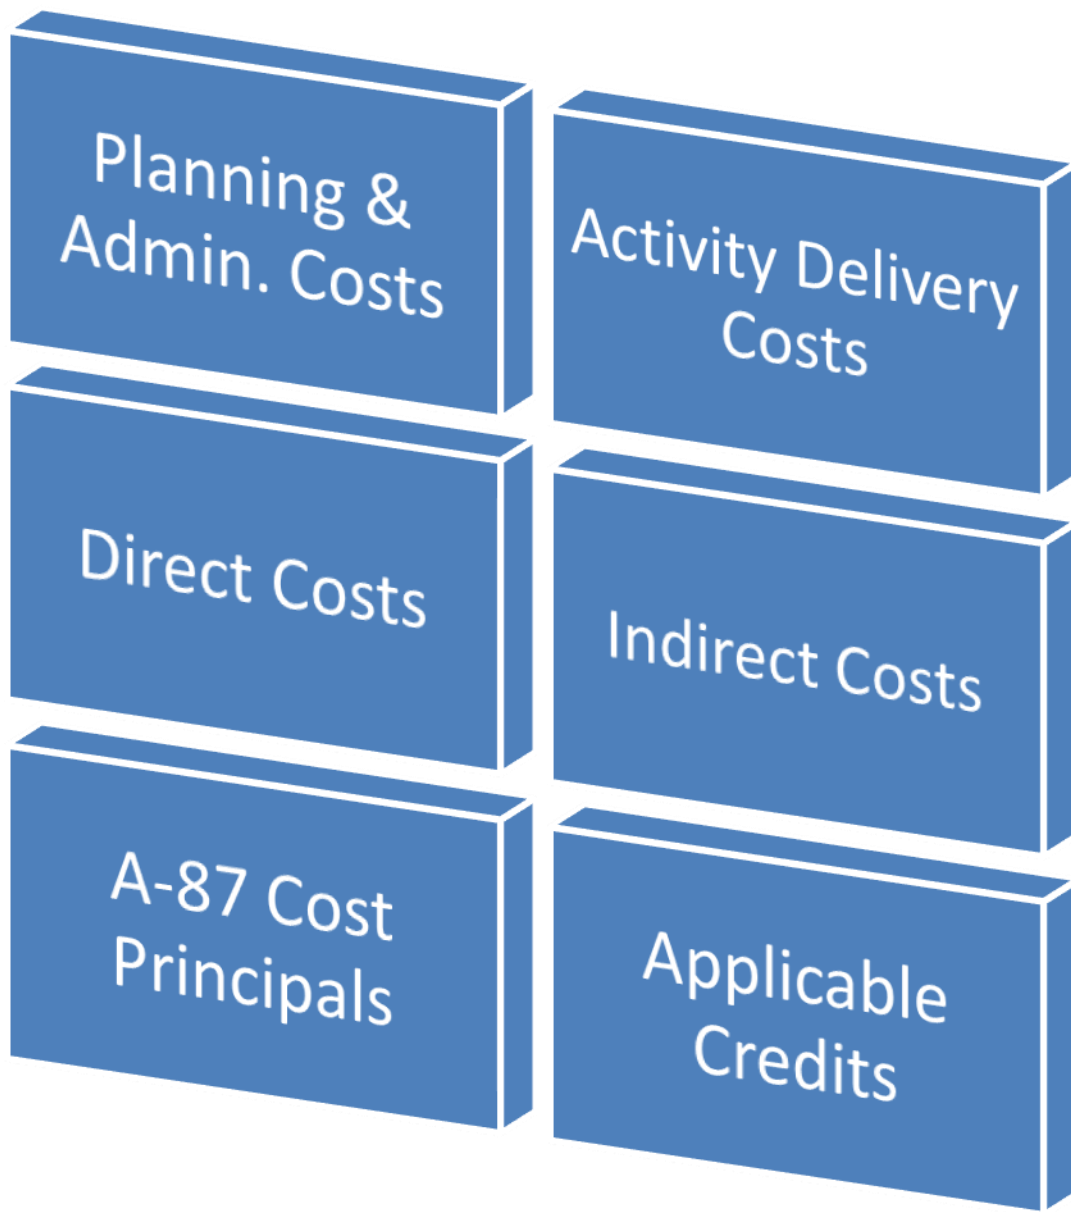 Planning &
Admin. Costs
Activity Delivery
Costs
Direct Costs
Indirect Costs
A-87 Cost
Principals
Applicable
Credits